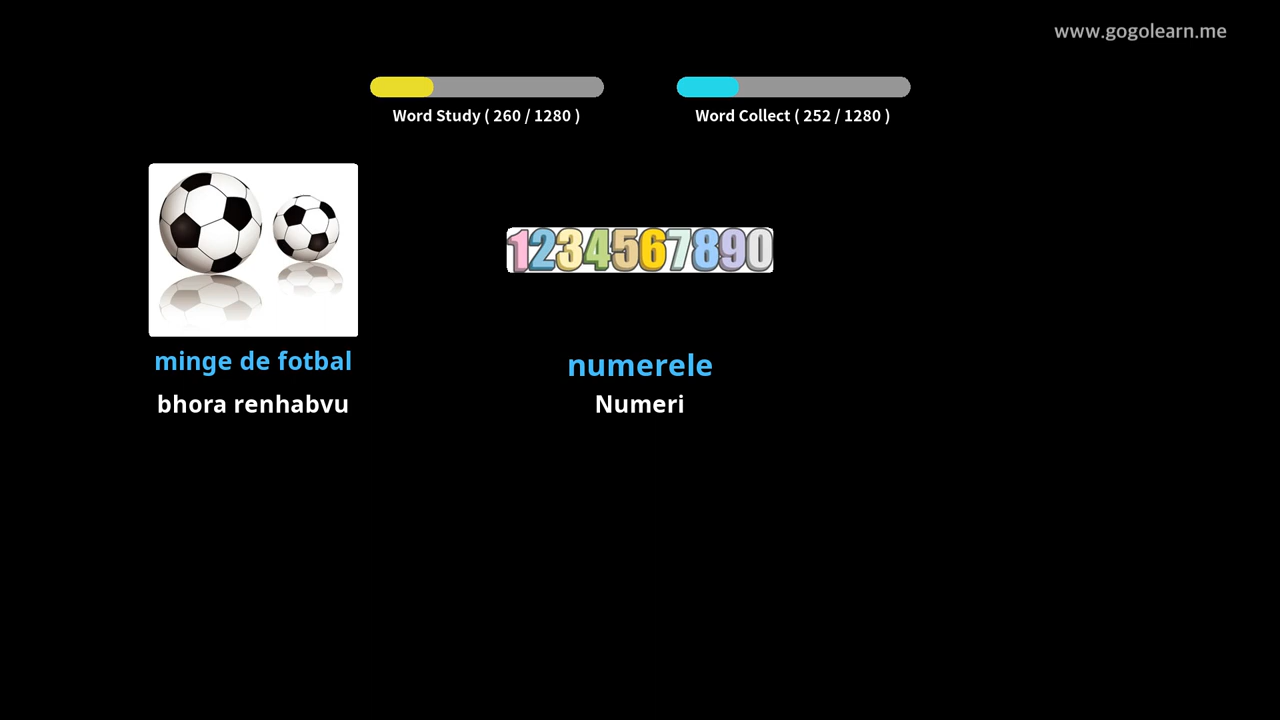 www.gogolearn.me
Word Study ( 260 / 1280 )
Word Collect ( 252 / 1280 )
1234567890
minge de fotbal
numerele
bhora renhabvu
Numeri